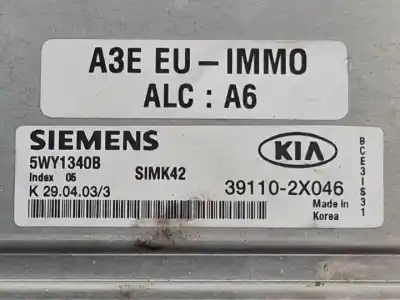 A3E EU-IMMO
ALC : A6
SIEMENS
5WY1340B
Index 05
SIMK42
K 29.04.03/3
KIA
39110-2X046
Made in
Korea
BCE3IS31